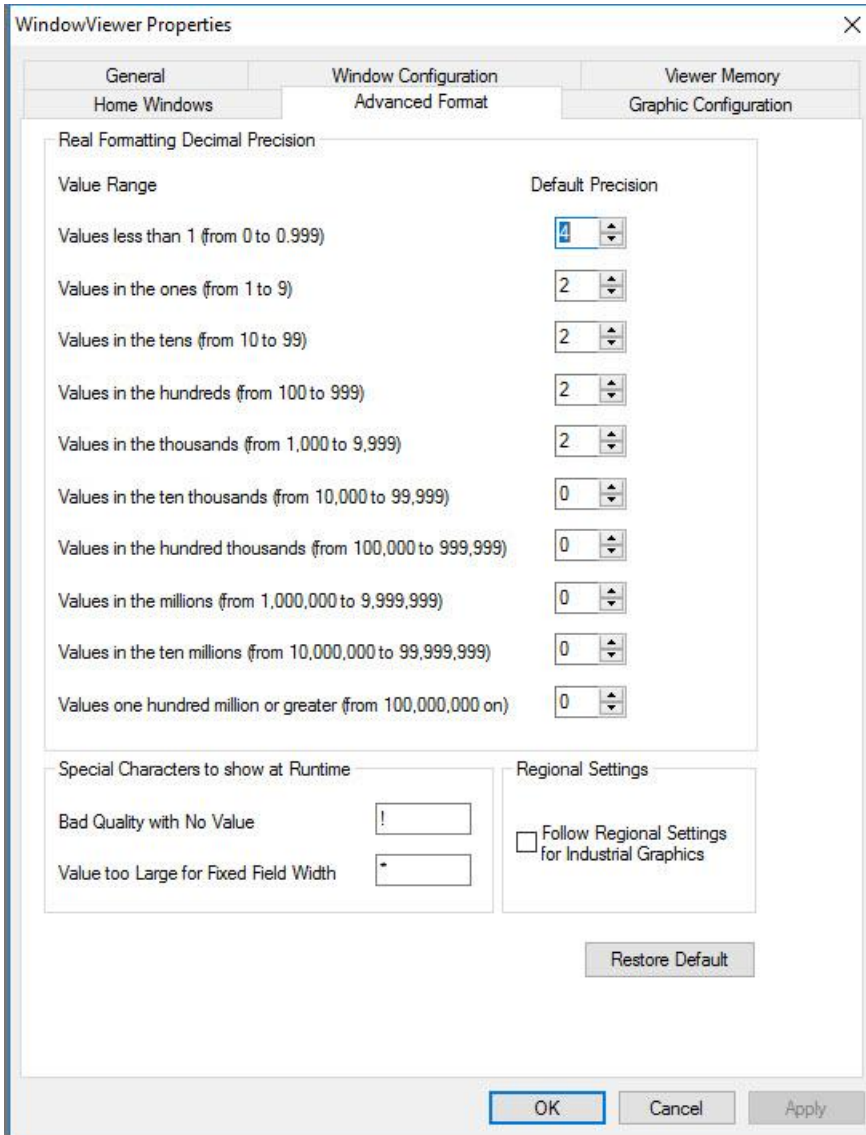 WindowViewer Properties
General Window Configuration Viewer Memory
Home Windows Advanced Format Graphic Configuration
Real Formatting Decimal Precision
Value Range Default Precision
Values less than 1 (from 0 to 0.999) 4
Values in the ones (from 1 to 9) 2
Values in the tens (from 10 to 99) 2
Values in the hundreds (from 100 to 999) 2
Values in the thousands (from 1,000 to 9,999) 2
Values in the ten thousands (from 10,000 to 99,999) 0
Values in the hundred thousands (from 100,000 to 999,999) 0
Values in the millions (from 1,000,000 to 9,999,999) 0
Values in the ten millions (from 10,000,000 to 99,999,999) 0
Values one hundred million or greater (from 100,000,000 on) 0
Special Characters to show at Runtime
Bad Quality with No Value !
Value too Large for Fixed Field Width *
Regional Settings
Follow Regional Settings
for Industrial Graphics
Restore Default
OK Cancel Apply